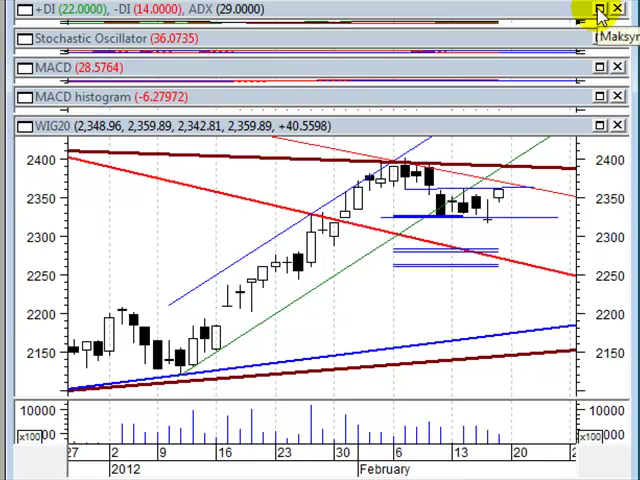 +DI (22.0000), -DI (14.0000), ADX (29.0000)
Maksym
Stochastic Oscillator (36.0735)
MACD (28.5764)
MACD histogram (-6.27972)
WIG20 (2,348.96, 2,359.89, 2,342.81, 2,359.89, +40.5598)
2400 2400
2350 2350
2300 2300
2250 2250
2200 2200
2150 2150
10000 10000
x100 x100
27 2 9 16 23 30 6 13 20 2
2012 February